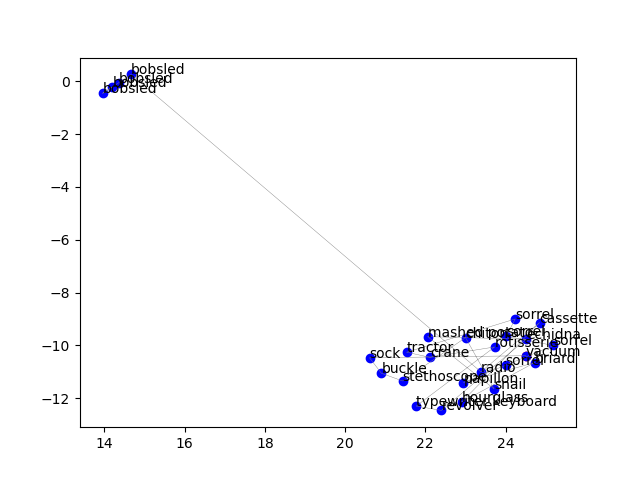 bobsled
bobsled
bobsled
bobsled
0
−2
−4
−6
−8
−10
−12
sorrel
cassette
mashed potato
sorrel
echidna
rotisserie
sorrel
tractor
crane
vacuum
sock
sorrel
briard
buckle
radio
stethoscope
papillon
snail
hourglass
typewriter keyboard
revolver
14
16
18
20
22
24